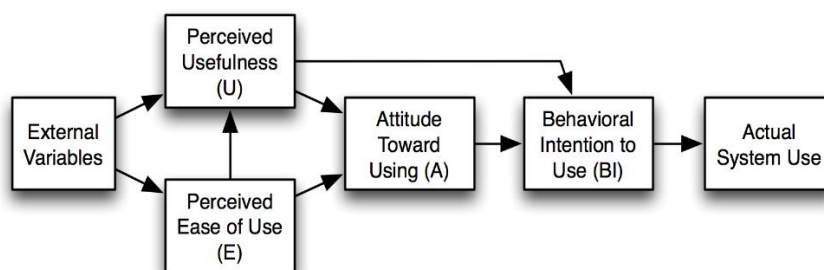 Perceived
Usefulness
(U)
External
Variables
Perceived
Ease of Use
(E)
Attitude
Toward
Using (A)
Behavioral
Intention to
Use (BI)
Actual
System Use